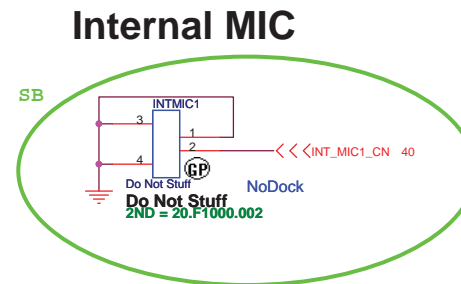 Internal MIC
SB
INTMIC1
3
1
2
4
GP
INT_MIC1_CN 40
Do Not Stuff
NoDock
Do Not Stuff
2ND = 20.F1000.002